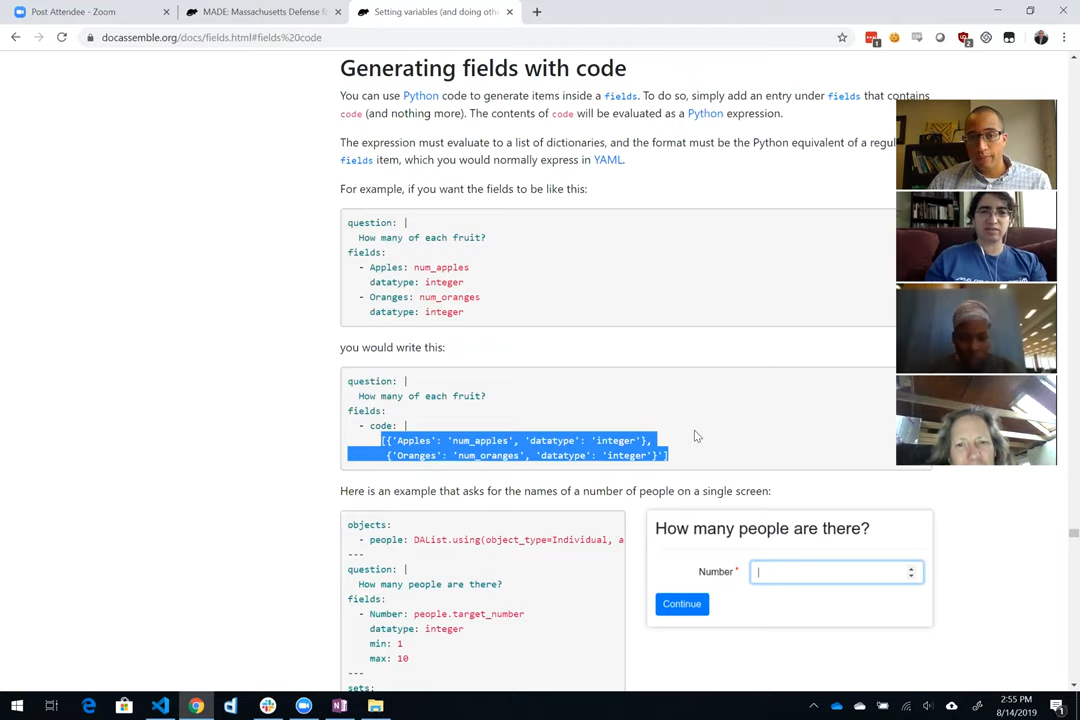 Post Attendee - Zoom
MADE: Massachusetts Defense fo
Setting variables (and doing othe
docassemble.org/docs/fields.html#fields%20code
1
2
Generating fields with code
You can use Python code to generate items inside a fields. To do so, simply add an entry under fields that contains
code (and nothing more). The contents of code will be evaluated as a Python expression.
The expression must evaluate to a list of dictionaries, and the format must be the Python equivalent of a regul
fields item, which you would normally express in YAML.
For example, if you want the fields to be like this:
question: |
How many of each fruit?
fields:
- Apples: num_apples
datatype: integer
- Oranges: num_oranges
datatype: integer
you would write this:
question: |
How many of each fruit?
fields:
- code: |
[{'Apples': 'num_apples', 'datatype': 'integer'},
{'Oranges': 'num_oranges', 'datatype': 'integer'}']
Here is an example that asks for the names of a number of people on a single screen:
objects:
- people: DAList.using(object_type=Individual, a
---
question: |
How many people are there?
fields:
- Number: people.target_number
datatype: integer
min: 1
max: 10
---
sets:
How many people are there?
Number *
Continue
2:55 PM
8/14/2019
1